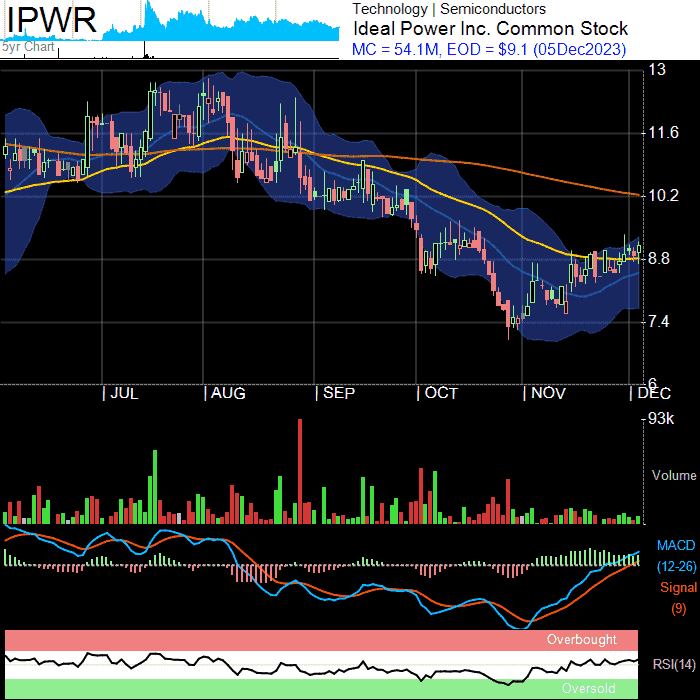 IPWR
5yr Chart
Technology | Semiconductors
Ideal Power Inc. Common Stock
MC = 54.1M, EOD = $9.1 (05Dec2023)
13
11.6
10.2
8.8
7.4
6
JUL AUG SEP OCT NOV DEC
93k
Volume
MACD
(12-26)
Signal
(9)
Overbought
RSI(14)
Oversold